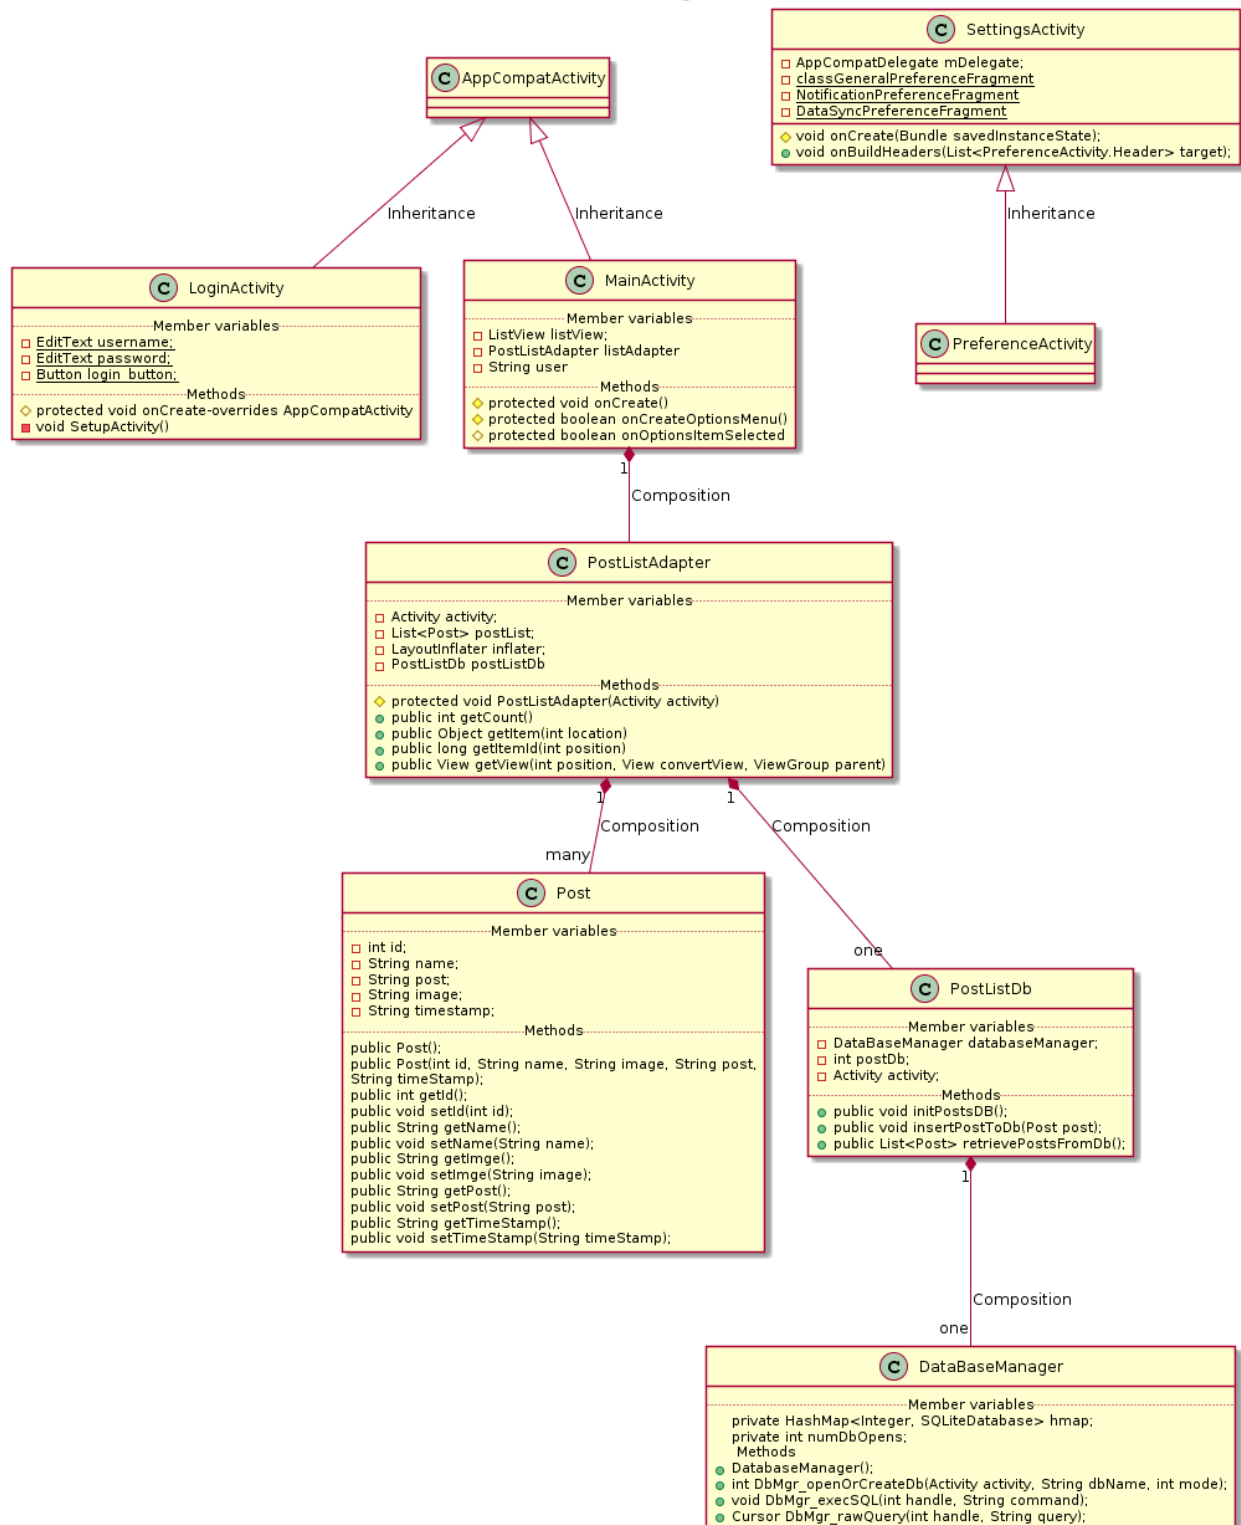 C SettingsActivity
AppCompatDelegate mDelegate;
classGeneralPreferenceFragment
NotificationPreferenceFragment
DataSyncPreferenceFragment
void onCreate(Bundle savedInstanceState);
void onBuildHeaders(List<PreferenceActivity.Header> target);
C AppCompatActivity
Inheritance
Inheritance
Inheritance
C LoginActivity
Member variables
EditText username;
EditText password;
Button login_button;
Methods
protected void onCreate-overrides AppCompatActivity
void SetupActivity()
C MainActivity
Member variables
ListView listView;
PostListAdapter listAdapter
String user
Methods
protected void onCreate()
protected boolean onCreateOptionsMenu()
protected boolean onOptionsItemSelected
C PreferenceActivity
1
Composition
C PostListAdapter
Member variables
Activity activity;
List<Post> postList;
LayoutInflater inflater;
PostListDb postListDb
Methods
protected void PostListAdapter(Activity activity)
public int getCount()
public Object getItem(int location)
public long getItemId(int position)
public View getView(int position, View convertView, ViewGroup parent)
1
1
Composition
Composition
many
one
C Post
Member variables
int id;
String name;
String post;
String image;
String timestamp;
Methods
public Post();
public Post(int id, String name, String image, String post,
String timeStamp);
public int getId();
public void setId(int id);
public String getName();
public void setName(String name);
public String getImge();
public void setImge(String image);
public String getPost();
public void setPost(String post);
public String getTimeStamp();
public void setTimeStamp(String timeStamp);
C PostListDb
Member variables
DataBaseManager databaseManager;
int postDb;
Activity activity;
Methods
public void initPostsDB();
public void insertPostToDb(Post post);
public List<Post> retrievePostsFromDb();
1
Composition
one
C DataBaseManager
Member variables
private HashMap<Integer, SQLiteDatabase> hmap;
private int numDbOpens;
Methods
DatabaseManager();
int DbMgr_openOrCreateDb(Activity activity, String dbName, int mode);
void DbMgr_execSQL(int handle, String command);
Cursor DbMgr_rawQuery(int handle, String query);